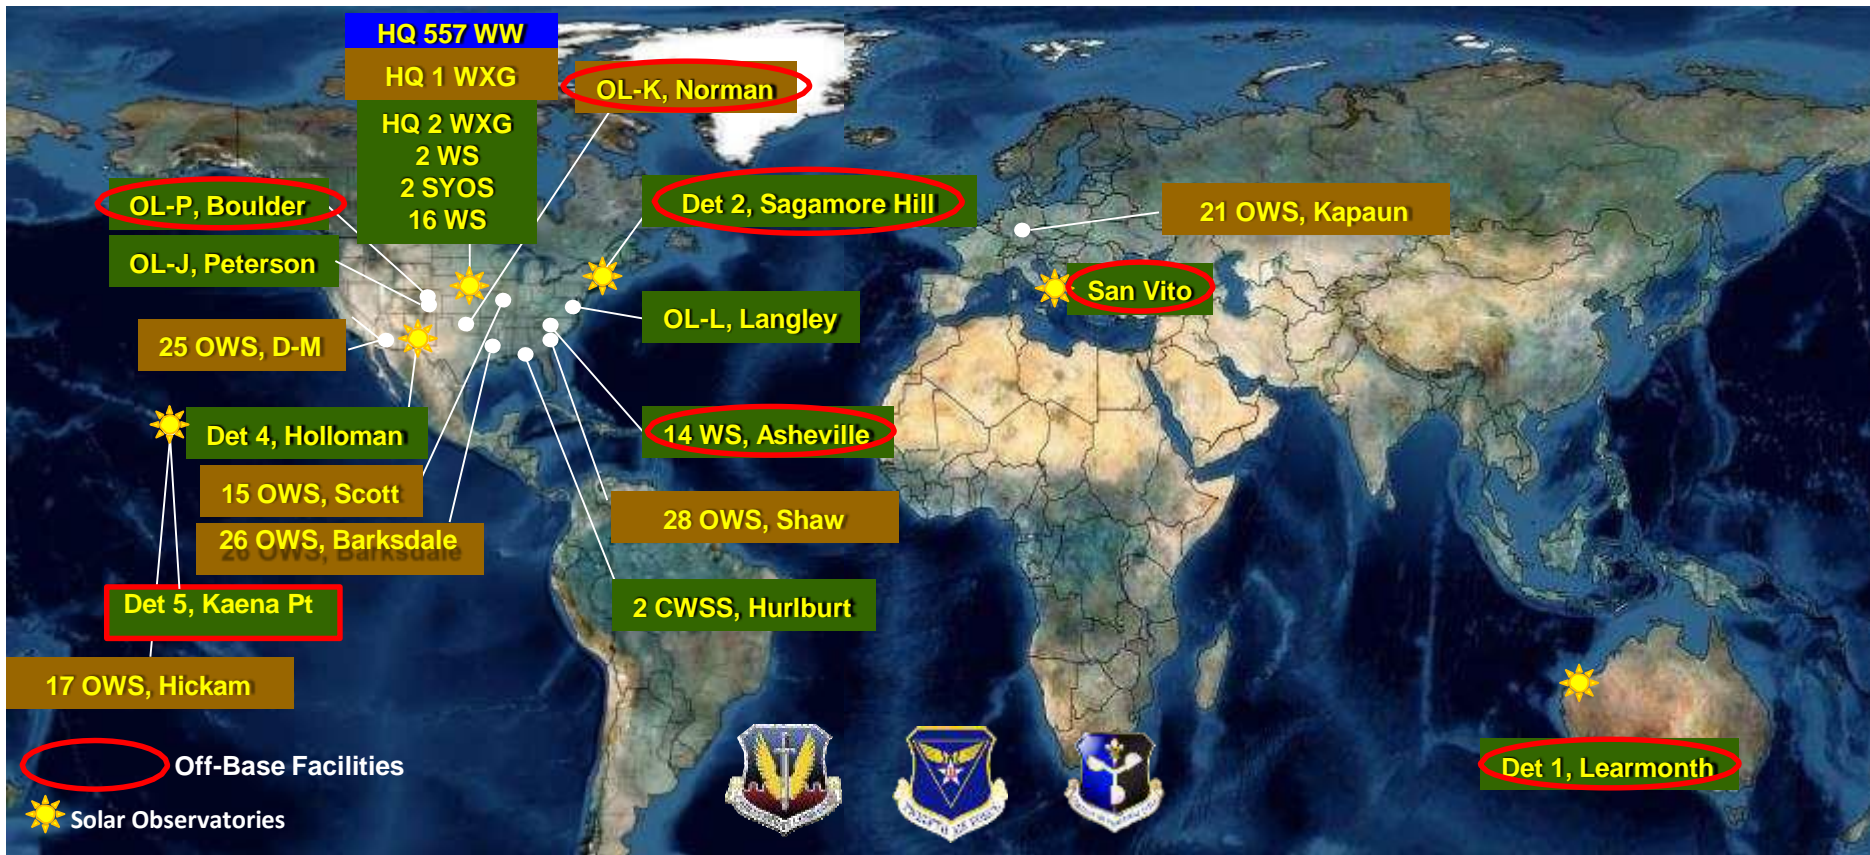 HQ 557 WW
HQ 1 WXG
OL-K, Norman
HQ 2 WXG
2 WS
2 SYOS
16 WS
OL-P, Boulder
Det 2, Sagamore Hill
21 OWS, Kapaun
OL-J, Peterson
San Vito
OL-L, Langley
25 OWS, D-M
Det 4, Holloman
14 WS, Asheville
15 OWS, Scott
28 OWS, Shaw
26 OWS, Barksdale
Det 5, Kaena Pt
2 CWSS, Hurlburt
17 OWS, Hickam
Off-Base Facilities
Det 1, Learmonth
Solar Observatories